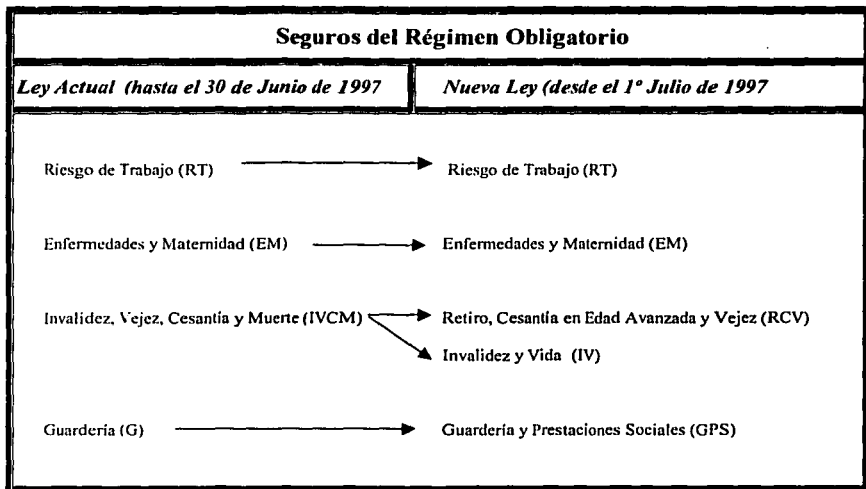 Seguros del Régimen Obligatorio
Ley Actual (hasta el 30 de Junio de 1997
Nueva Ley (desde el 1º Julio de 1997
Riesgo de Trabajo (RT)
Riesgo de Trabajo (RT)
Enfermedades y Maternidad (EM)
Enfermedades y Maternidad (EM)
Invalidez, Vejez, Cesantía y Muerte (IVCM)
Retiro, Cesantía en Edad Avanzada y Vejez (RCV)
Invalidez y Vida (IV)
Guardería (G)
Guardería y Prestaciones Sociales (GPS)